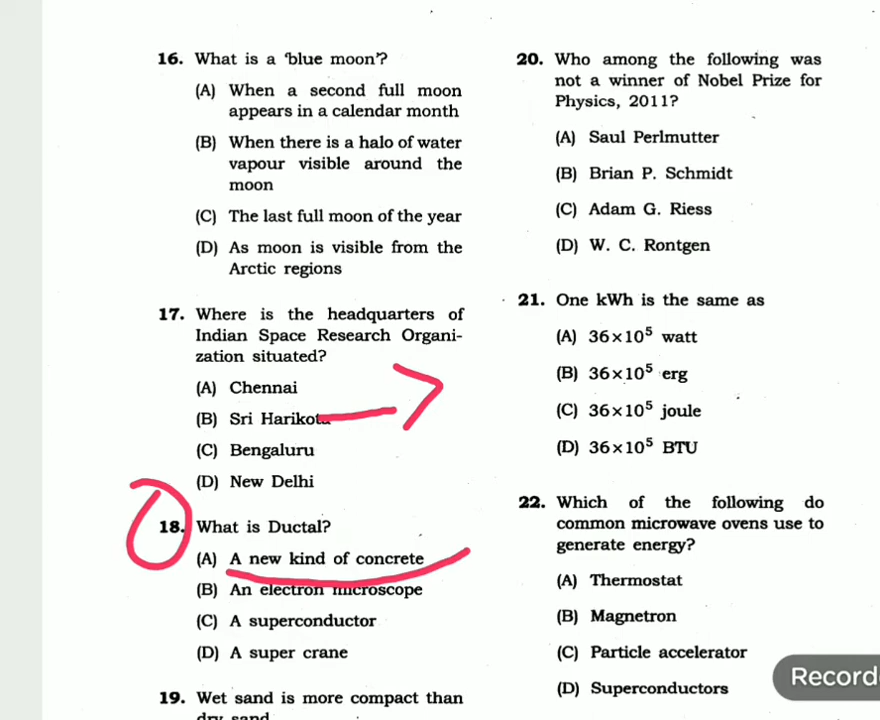 16. What is a ‘blue moon’?
(A) When a second full moon
appears in a calendar month
(B) When there is a halo of water
vapour visible around the
moon
(C) The last full moon of the year
(D) As moon is visible from the
Arctic regions
17. Where is the headquarters of
Indian Space Research Organi-
zation situated?
(A) Chennai
(B) Sri Harikota
(C) Bengaluru
(D) New Delhi
18. What is Ductal?
(A) A new kind of concrete
(B) An electron microscope
(C) A superconductor
(D) A super crane
19. Wet sand is more compact than
dry sand
20. Who among the following was
not a winner of Nobel Prize for
Physics, 2011?
(A) Saul Perlmutter
(B) Brian P. Schmidt
(C) Adam G. Riess
(D) W. C. Rontgen
21. One kWh is the same as
(A) 36×10⁵ watt
(B) 36×10⁵ erg
(C) 36×10⁵ joule
(D) 36×10⁵ BTU
22. Which of the following do
common microwave ovens use to
generate energy?
(A) Thermostat
(B) Magnetron
(C) Particle accelerator
(D) Superconductors
Record